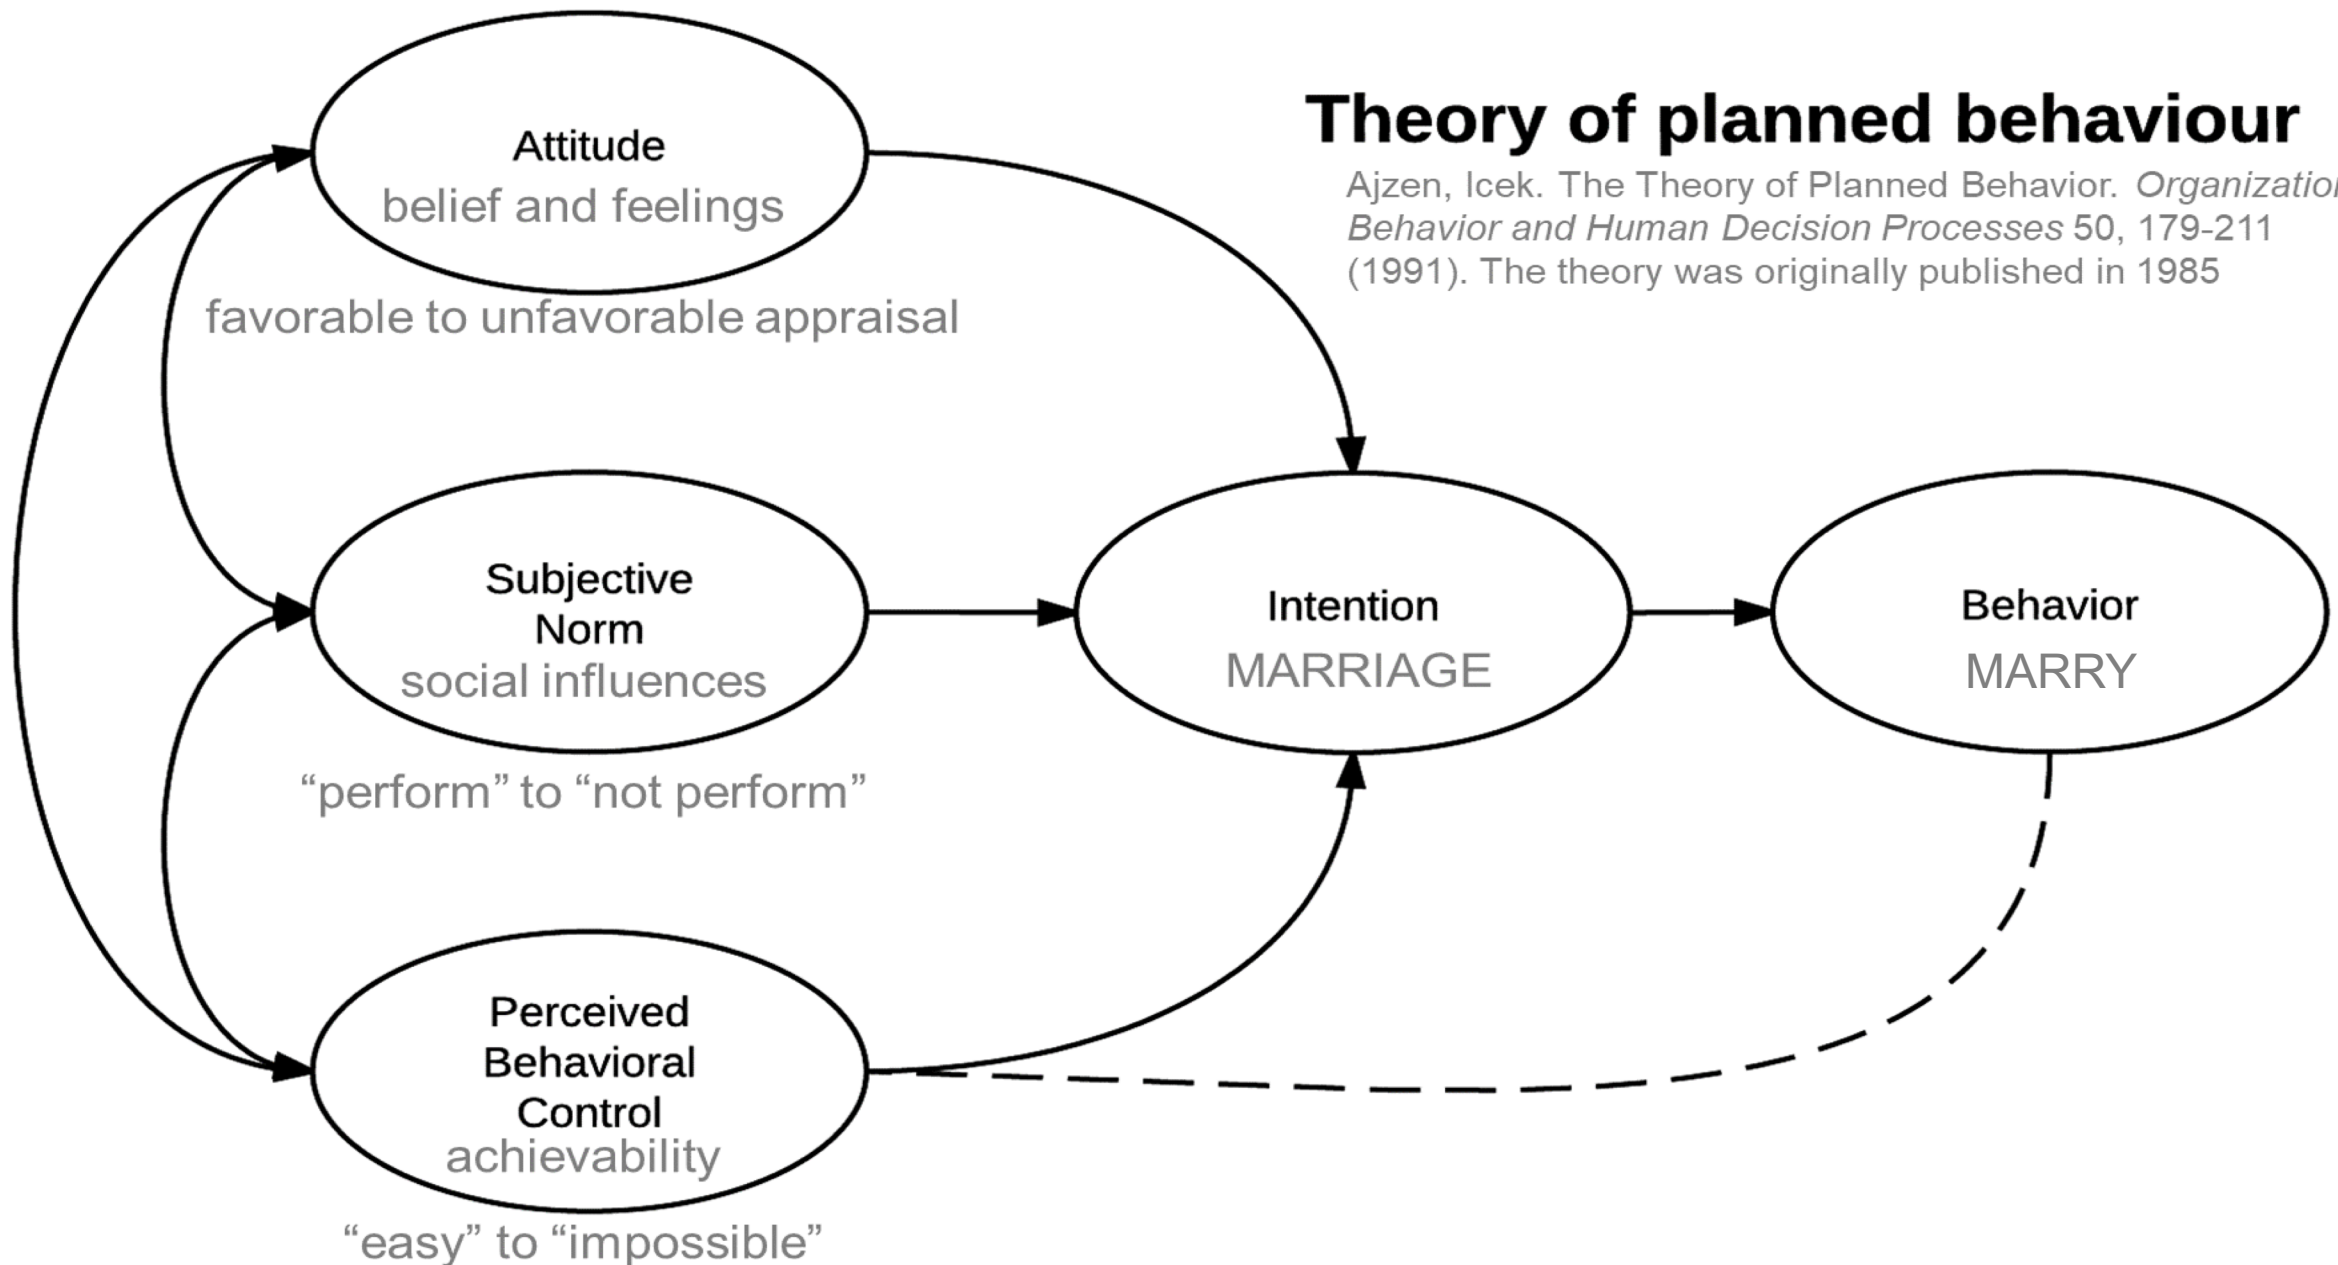 Theory of planned behaviour
Ajzen, Icek. The Theory of Planned Behavior.
Behavior and Human Decision Processes 50, 179-211
(1991). The theory was originally published in 1985
Attitude
belief and feelings
favorable to unfavorable appraisal
Subjective
Norm
social influences
“perform” to “not perform”
Perceived
Behavioral
Control
achievability
“easy” to “impossible”
Intention
MARRIAGE
Behavior
MARRY